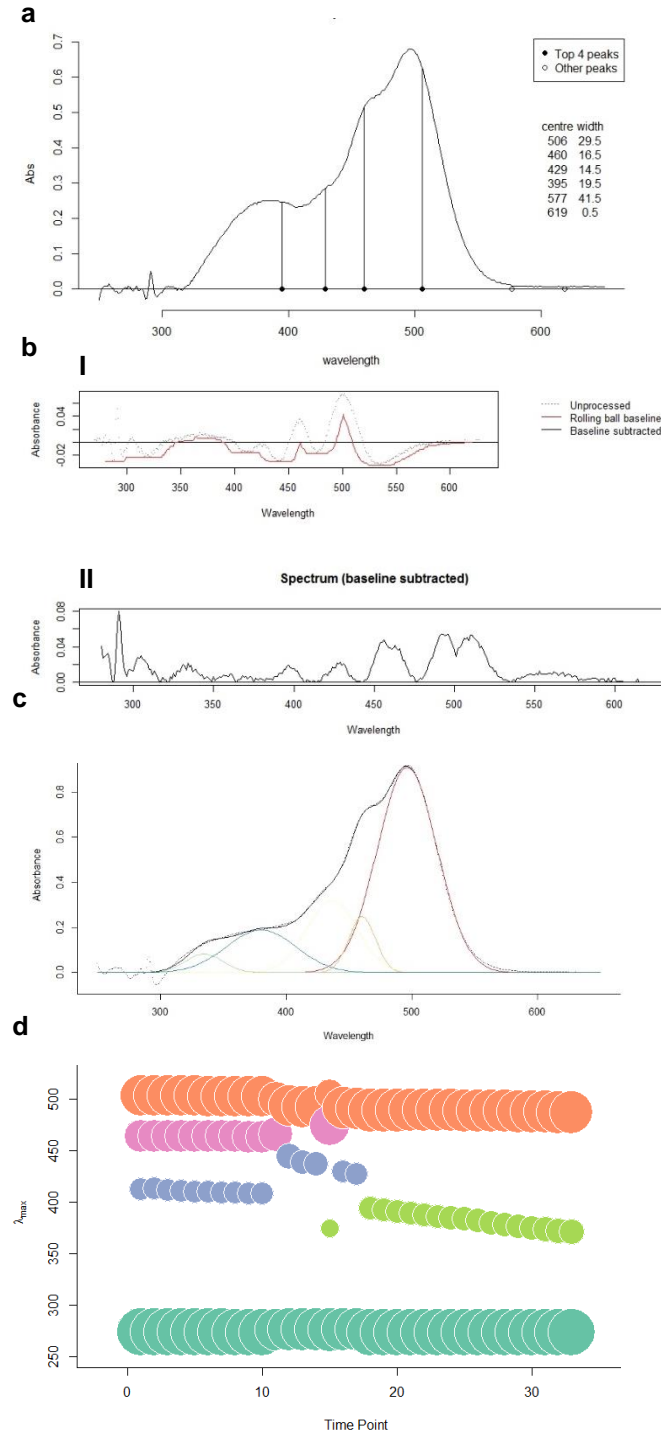 a
Top 4 peaks
Other peaks
centre width
506 29.5
460 16.5
429 14.5
395 19.5
577 41.5
619 0.5
Abs
0.0 0.1 0.2 0.3 0.4 0.5 0.6 0.7
300 400 500 600
wavelength
b
I
Absorbance
-0.02 0.04
Unprocessed
Rolling ball baseline
Baseline subtracted
300 350 400 450 500 550 600
Wavelength
II
Spectrum (baseline subtracted)
Absorbance
0.00 0.04 0.08
300 350 400 450 500 550 600
Wavelength
c
Absorbance
0.0 0.2 0.4 0.6 0.8
300 400 500 600
Wavelength
d
λmax
250 300 350 400 450 500
0 10 20 30
Time Point